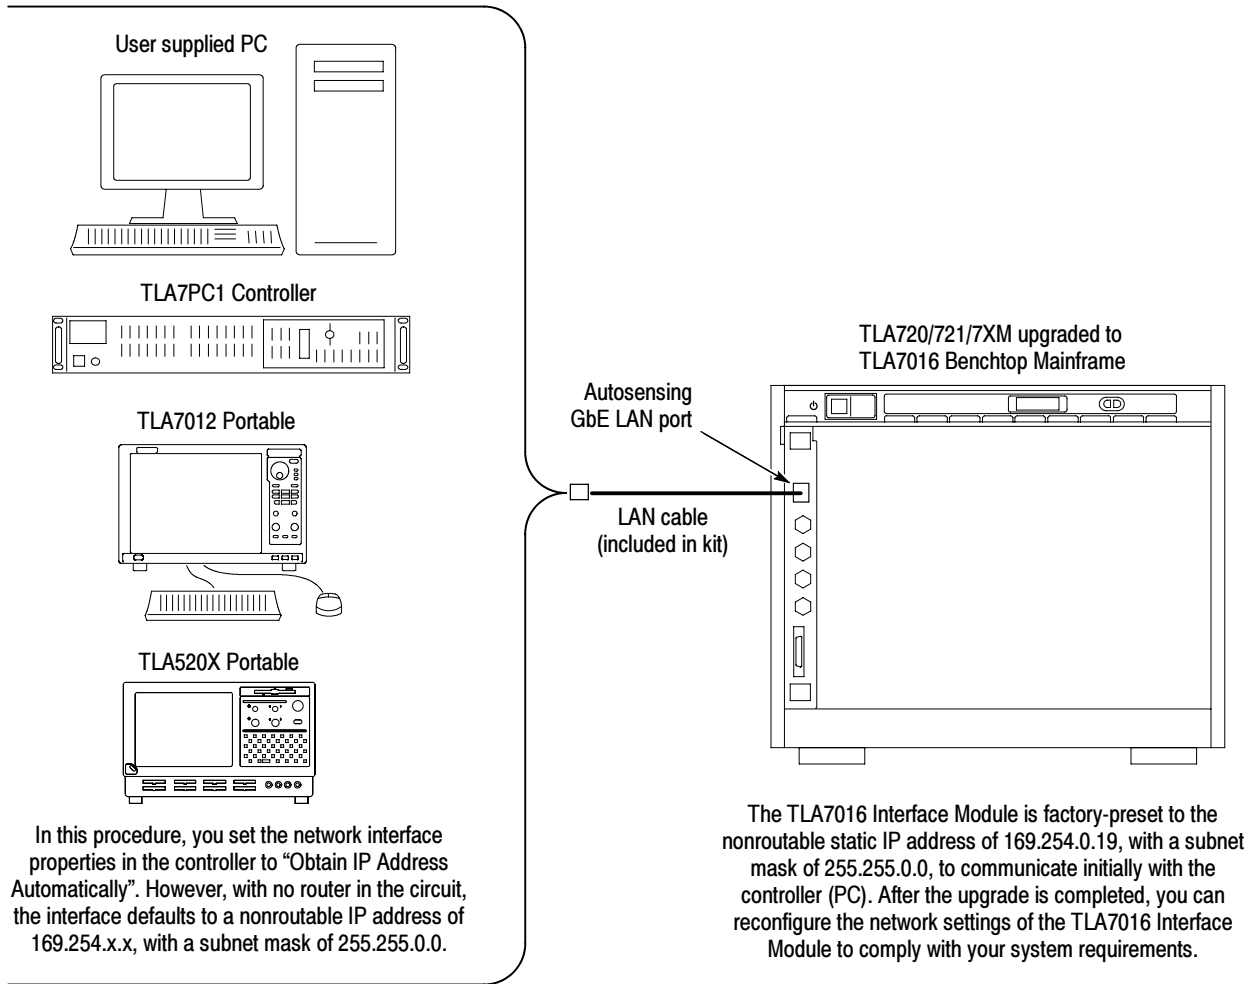 User supplied PC
TLA7PC1 Controller
TLA7012 Portable
TLA520X Portable
In this procedure, you set the network interface
properties in the controller to “Obtain IP Address
Automatically”. However, with no router in the circuit,
the interface defaults to a nonroutable IP address of
169.254.x.x, with a subnet mask of 255.255.0.0.
Autosensing
GbE LAN port
LAN cable
(included in kit)
TLA720/721/7XM upgraded to
TLA7016 Benchtop Mainframe
The TLA7016 Interface Module is factory-preset to the
nonroutable static IP address of 169.254.0.19, with a subnet
mask of 255.255.0.0, to communicate initially with the
controller (PC). After the upgrade is completed, you can
reconfigure the network settings of the TLA7016 Interface
Module to comply with your system requirements.